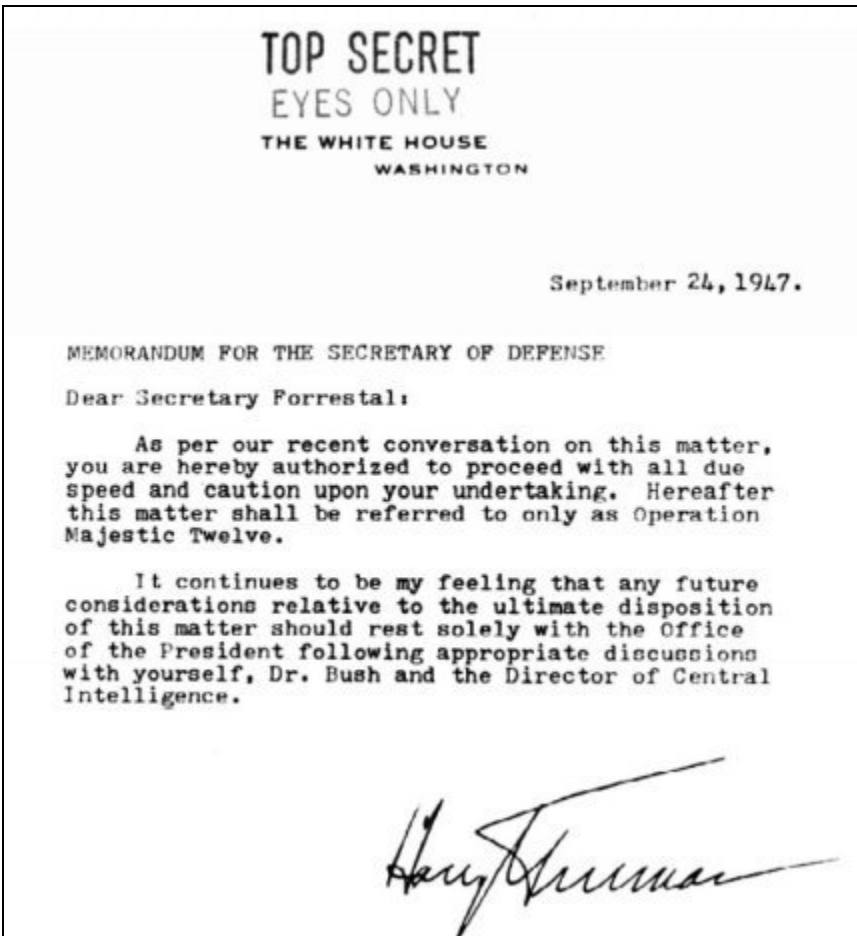 TOP SECRET
EYES ONLY
THE WHITE HOUSE
WASHINGTON
September 24, 1947.
MEMORANDUM FOR THE SECRETARY OF DEFENSE
Dear Secretary Forrestal:
As per our recent conversation on this matter,
you are hereby authorized to proceed with all due
speed and caution upon your undertaking. Hereafter
this matter shall be referred to only as Operation
Majestic Twelve.
It continues to be my feeling that any future
considerations relative to the ultimate disposition
of this matter should rest solely with the Office
of the President following appropriate discussions
with yourself, Dr. Bush and the Director of Central
Intelligence.
Harry Truman